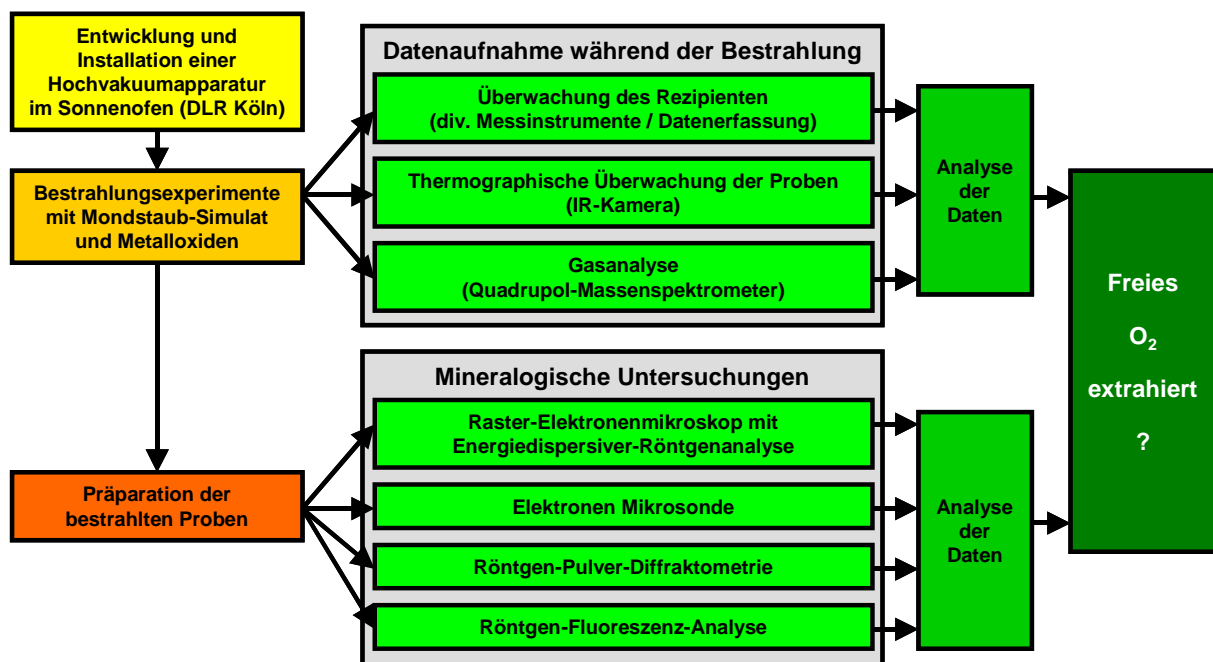 Entwicklung und
Installation einer
Hochvakuumapparatur
im Sonnenofen (DLR Köln)
Bestrahlungsexperimente
mit Mondstaub-Simulat
und Metalloxiden
Präparation der
bestrahlten Proben
Datenaufnahme während der Bestrahlung
Überwachung des Rezipienten
(div. Messinstrumente / Datenerfassung)
Thermographische Überwachung der Proben
(IR-Kamera)
Gasanalyse
(Quadrupol-Massenspektrometer)
Analyse
der
Daten
Mineralogische Untersuchungen
Raster-Elektronenmikroskop mit
Energiedispersiver-Röntgenanalyse
Elektronen Mikrosonde
Röntgen-Pulver-Diffraktometrie
Röntgen-Fluoreszenz-Analyse
Analyse
der
Daten
Freies
O₂
extrahiert
?